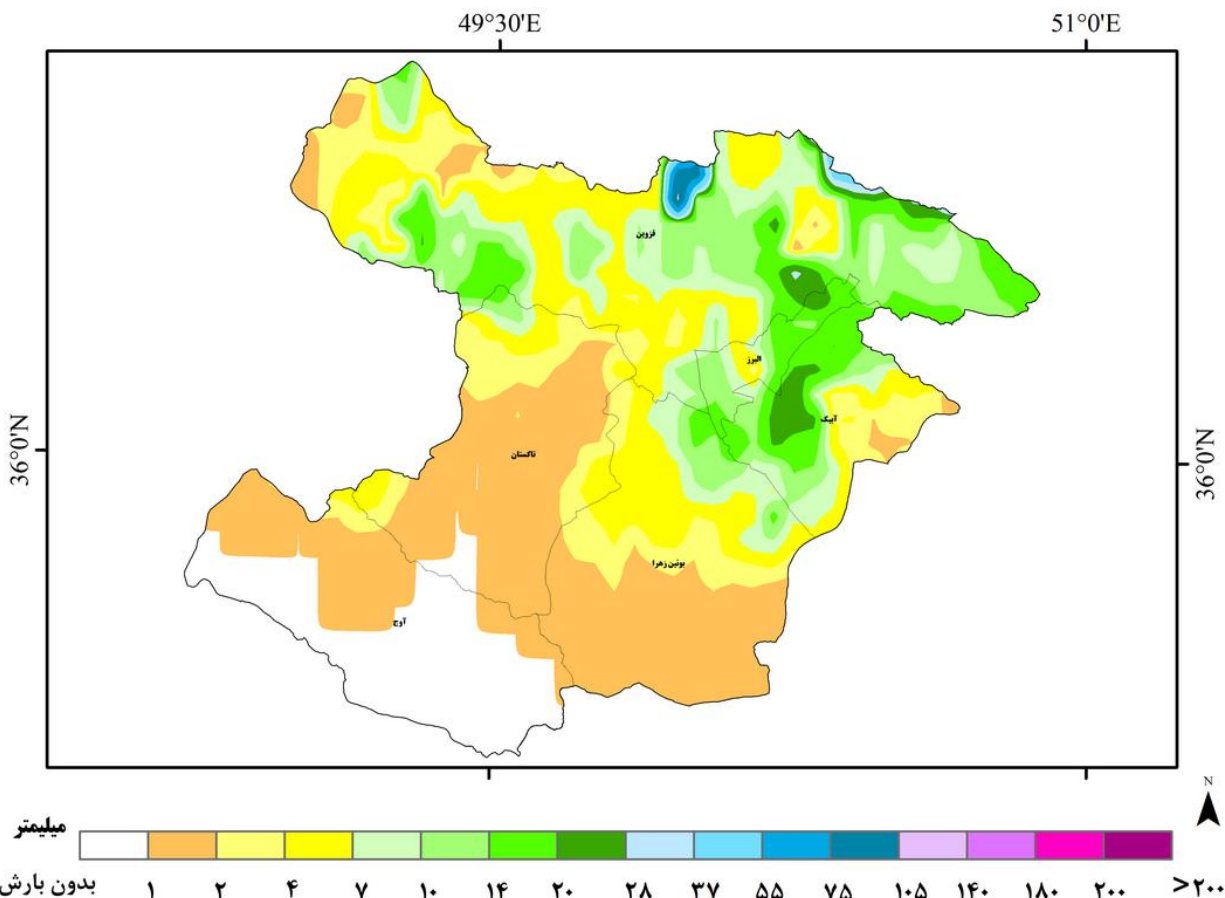 49°30'E 51°0'E
قزوین
البرز
آبیک
36°0'N
تاکستان
36°0'N
بوئین زهرا
آوج
N
میلیمتر
بدون بارش ۱ ۲ ۴ ۷ ۱۰ ۱۴ ۲۰ ۲۸ ۳۷ ۵۵ ۷۵ ۱۰۵ ۱۴۰ ۱۸۰ ۲۰۰ >۲۰۰